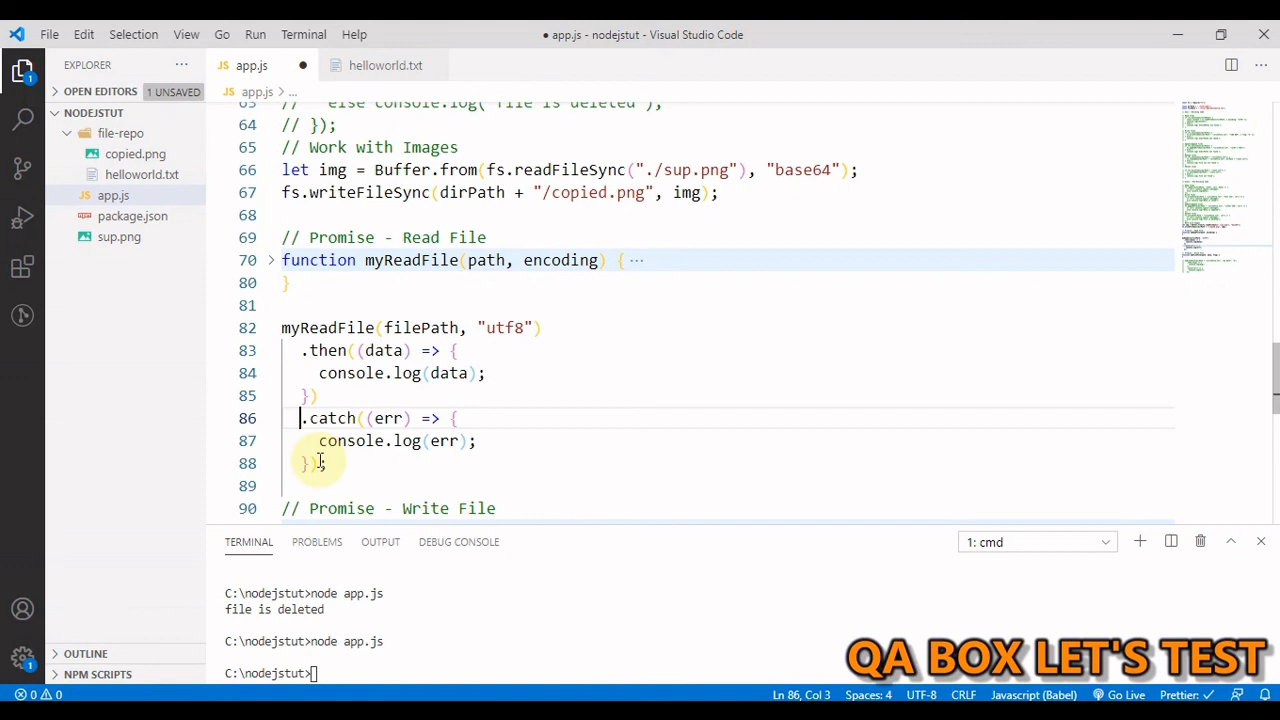 File Edit Selection View Go Run Terminal Help
app.js - nodejstut - Visual Studio Code
EXPLORER
JS app.js
helloworld.txt
OPEN EDITORS 1 UNSAVED
JS app.js > ...
NODEJSTUT
file-repo
copied.png
helloworld.txt
JS app.js
package.json
sup.png
63 // else console.log("file is deleted");
64 // });
65 // Work with Images
66 let img = Buffer.from( .readFileSync("./sup.png"), "base64");
67 fs.writeFileSync(dirPath + "/copied.png", img);
68
69 // Promise - Read File
70 function myReadFile(path, encoding) { ...
80 }
81
82 myReadFile(filePath, "utf8")
83 .then((data) => {
84 console.log(data);
85 })
86 .catch((err) => {
87 console.log(err);
88 });
89
90 // Promise - Write File
TERMINAL PROBLEMS OUTPUT DEBUG CONSOLE
1: cmd
C:\nodejstut>node app.js
file is deleted
C:\nodejstut>node app.js
C:\nodejstut>
OUTLINE
NPM SCRIPTS
QA BOX LET'S TEST
0 0
Ln 86, Col 3 Spaces: 4 UTF-8 CRLF Javascript (Babel) Go Live Prettier: ✓